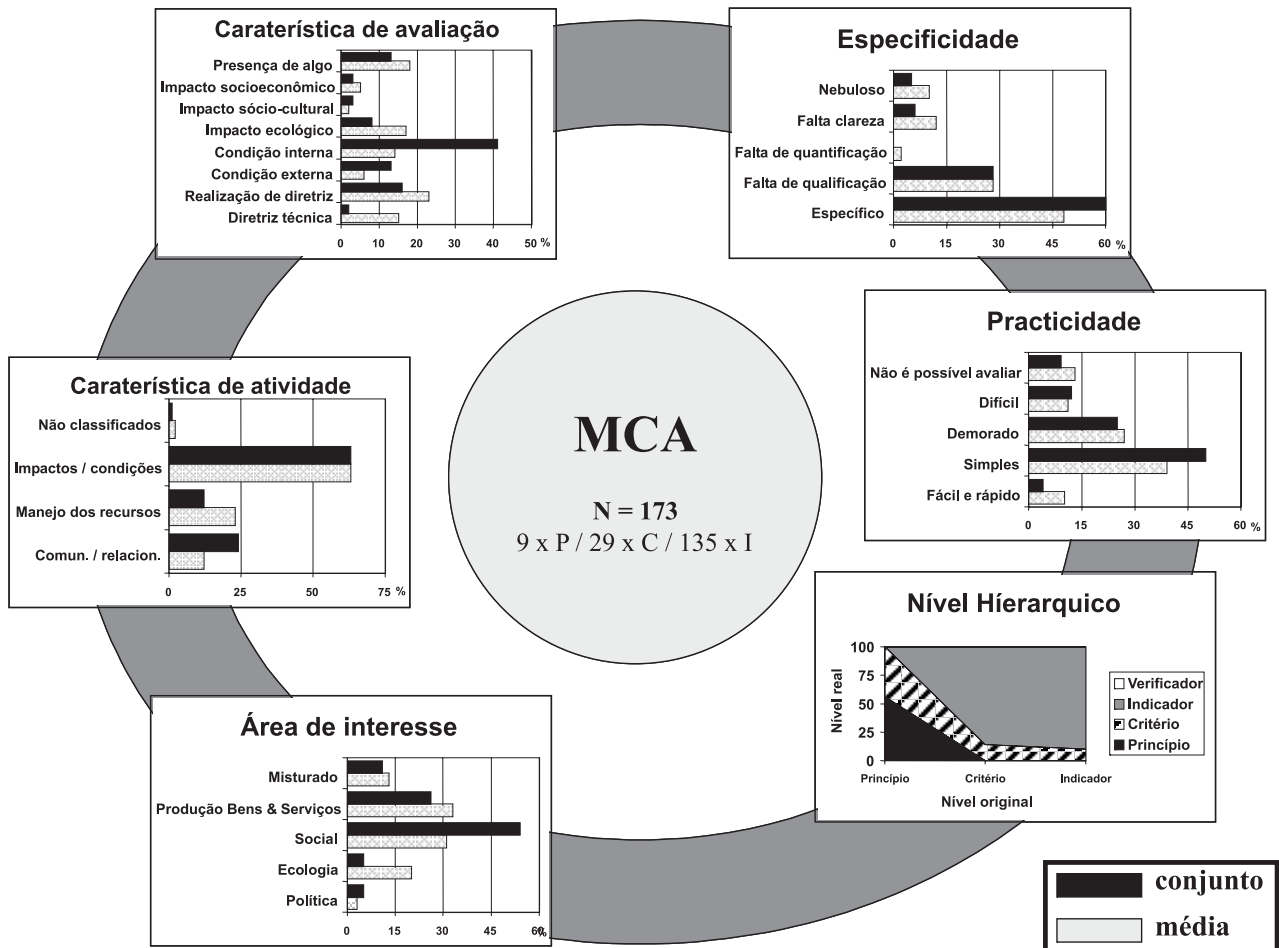 Caraterística de avaliação
Presença de algo
Impacto socioeconômico
Impacto sócio-cultural
Impacto ecológico
Condição interna
Condição externa
Realização de diretriz
Diretriz técnica
0 10 20 30 40 50 %
Especificidade
Nebuloso
Falta clareza
Falta de quantificação
Falta de qualificação
Específico
0 15 30 45 60 %
Practicidade
Não é possível avaliar
Difícil
Demorado
Simples
Fácil e rápido
0 15 30 45 60 %
Caraterística de atividade
Não classificados
Impactos / condições
Manejo dos recursos
Comun. / relacion.
0 25 50 75 %
MCA
N = 173
9 x P / 29 x C / 135 x I
Nível Híerarquico
Nível real
100
75
50
25
0
Princípio Critério Indicador
Nível original
Verificador
Indicador
Critério
Princípio
Área de interesse
Misturado
Produção Bens & Serviços
Social
Ecologia
Política
0 15 30 45 60 %
conjunto
média